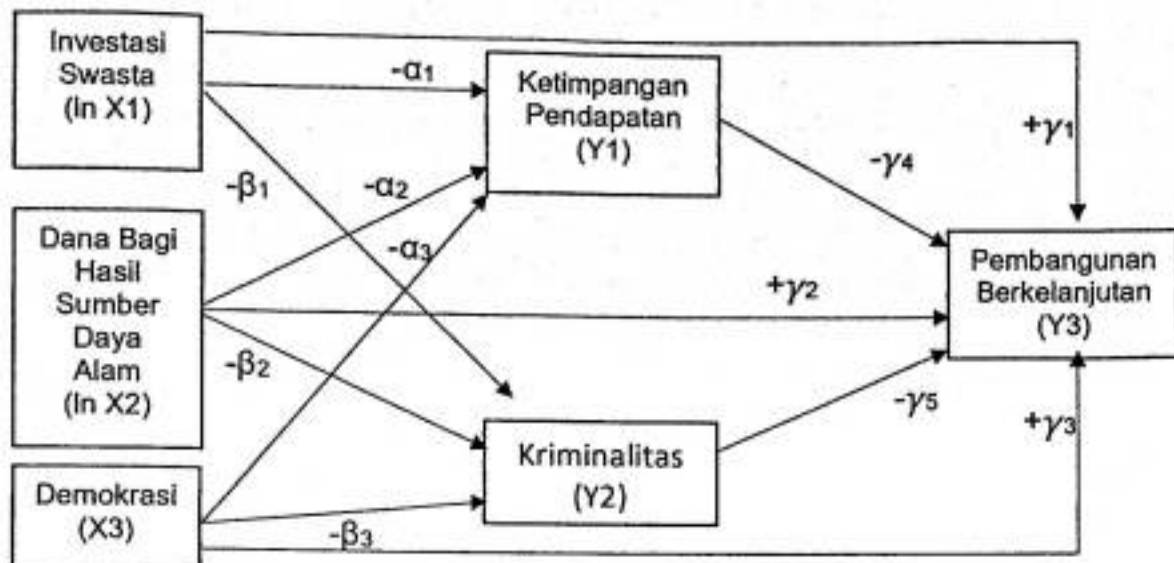 Investasi
Swasta
(ln X1)
-α1
Ketimpangan
Pendapatan
(Y1)
+γ1
-γ4
-β1
-α2
-α3
Dana Bagi
Hasil
Sumber
Daya
Alam
(ln X2)
+γ2
Pembangunan
Berkelanjutan
(Y3)
-β2
-γ5
+γ3
Kriminalitas
(Y2)
Demokrasi
(X3)
-β3